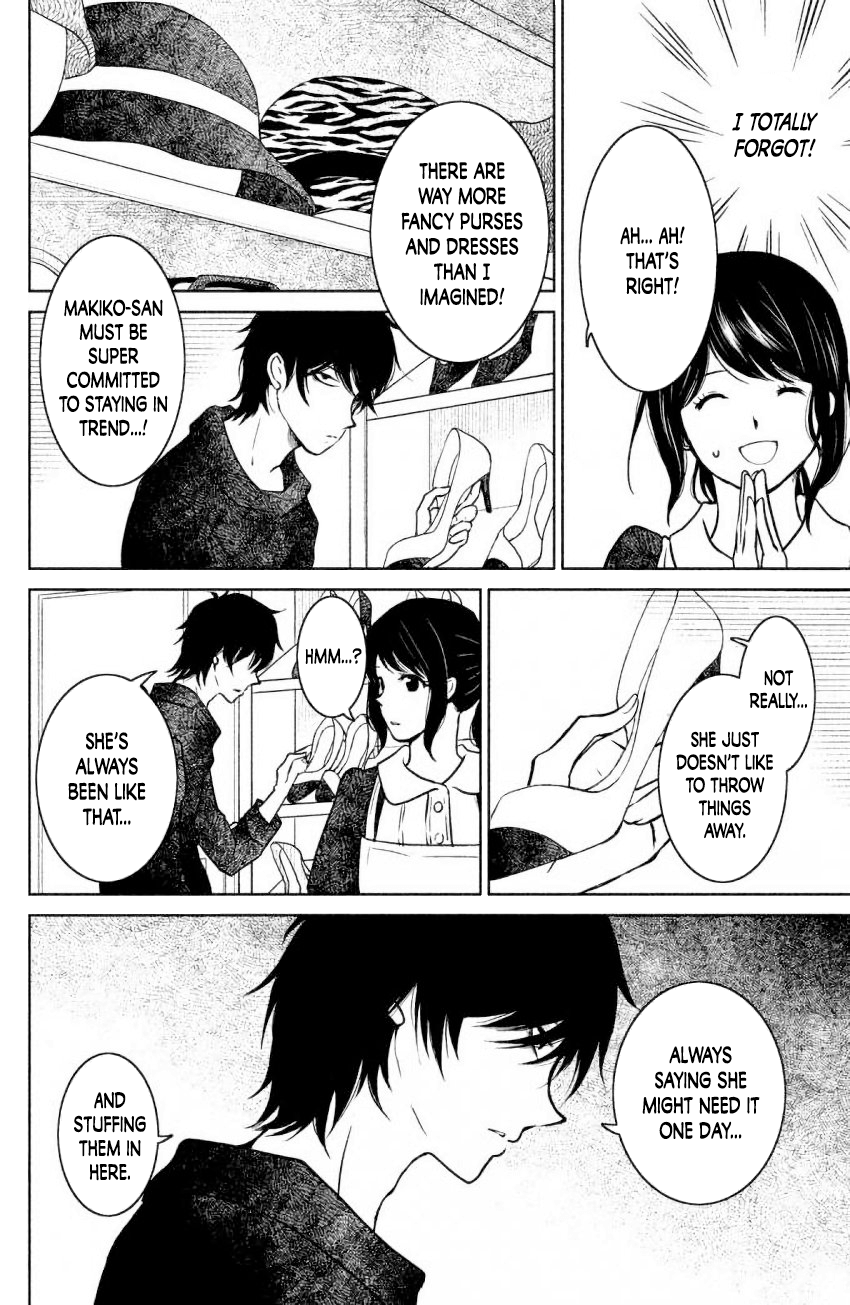 I TOTALLY
FORGOT!
AH... AH!
THAT'S
RIGHT!
THERE ARE
WAY MORE
FANCY PURSES
AND DRESSES
THAN I
IMAGINED!
MAKIKO-SAN
MUST BE
SUPER
COMMITTED
TO STAYING IN
TREND...!
NOT
REALLY...
SHE JUST
DOESN'T LIKE
TO THROW
THINGS
AWAY.
HMM...?
SHE'S
ALWAYS
BEEN LIKE
THAT...
ALWAYS
SAYING SHE
MIGHT NEED IT
ONE DAY...
AND
STUFFING
THEM IN
HERE.